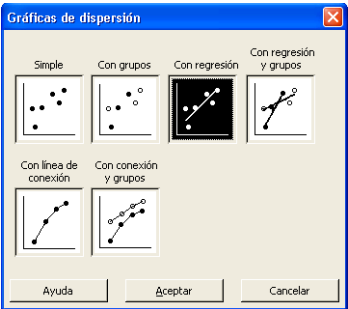 Gráficas de dispersión
Simple
Con grupos
Con regresión
Con regresión
y grupos
Con línea de
conexión
Con conexión
y grupos
Ayuda
Aceptar
Cancelar